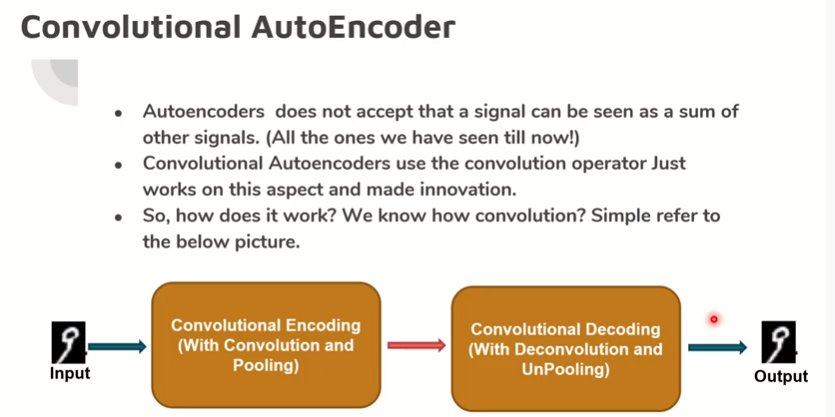 Convolutional AutoEncoder
• Autoencoders does not accept that a signal can be seen as a sum of
other signals. (All the ones we have seen till now!)
• Convolutional Autoencoders use the convolution operator Just
works on this aspect and made innovation.
• So, how does it work? We know how convolution? Simple refer to
the below picture.
Convolutional Encoding
(With Convolution and
Pooling)
Convolutional Decoding
(With Deconvolution and
UnPooling)
9
Input
9
Output